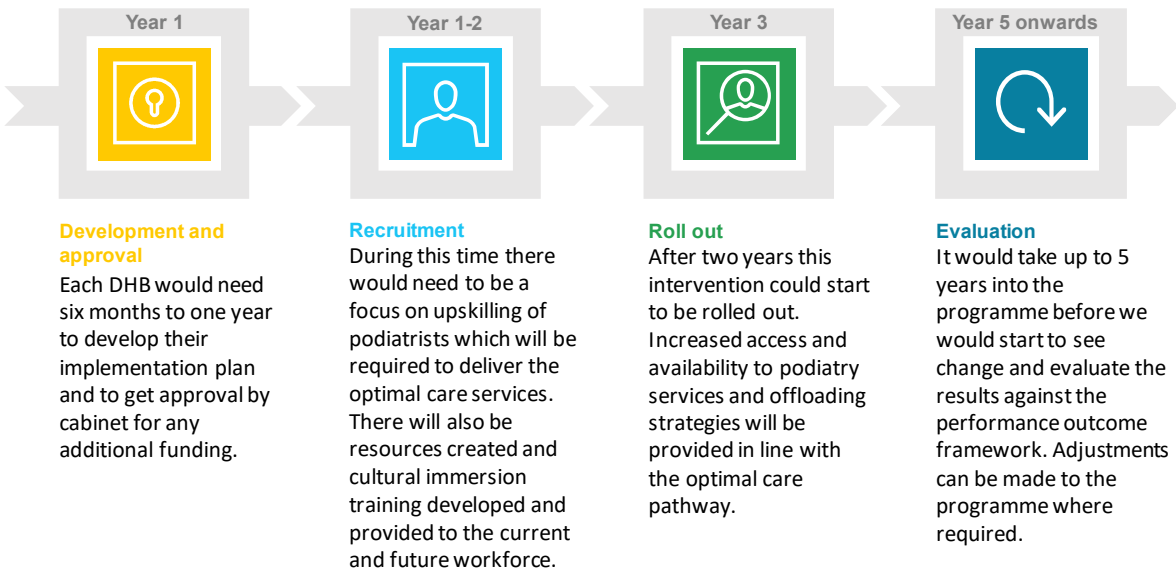 Year 1
Development and
approval
Each DHB would need
six months to one year
to develop their
implementation plan
and to get approval by
cabinet for any
additional funding.
Year 1-2
Recruitment
During this time there
would need to be a
focus on upskilling of
podiatrists which will be
required to deliver the
optimal care services.
There will also be
resources created and
cultural immersion
training developed and
provided to the current
and future workforce.
Year 3
Roll out
After two years this
intervention could start
to be rolled out.
Increased access and
availability to podiatry
services and offloading
strategies will be
provided in line with
the optimal care
pathway.
Year 5 onwards
Evaluation
It would take up to 5
years into the
programme before we
would start to see
change and evaluate the
results against the
performance outcome
framework. Adjustments
can be made to the
programme where
required.